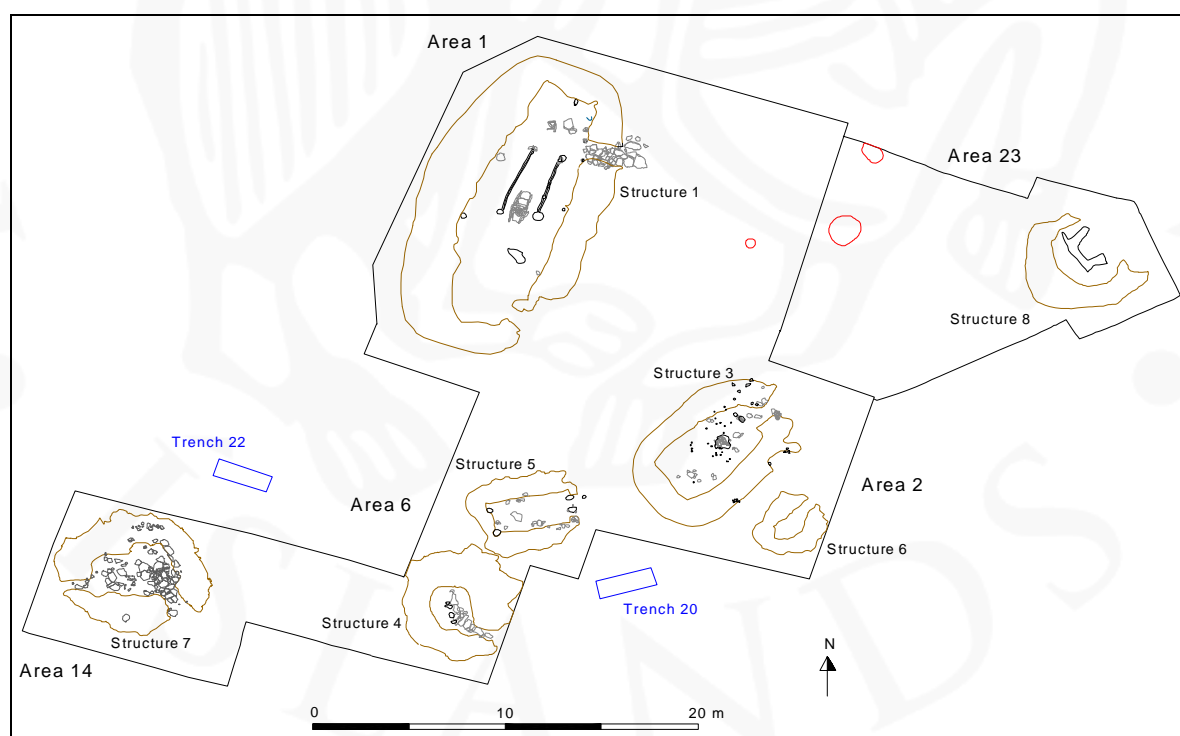 Area 1
Area 23
Structure 1
Structure 8
Structure 3
Trench 22
Structure 5
Area 6
Area 2
Structure 6
Trench 20
Structure 4
Structure 7
N
Area 14
0 10 20 m
ISLANDS